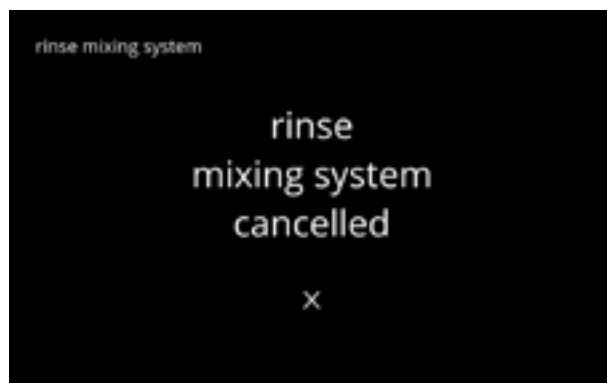 rinse mixing system
rinse
mixing system
cancelled
x